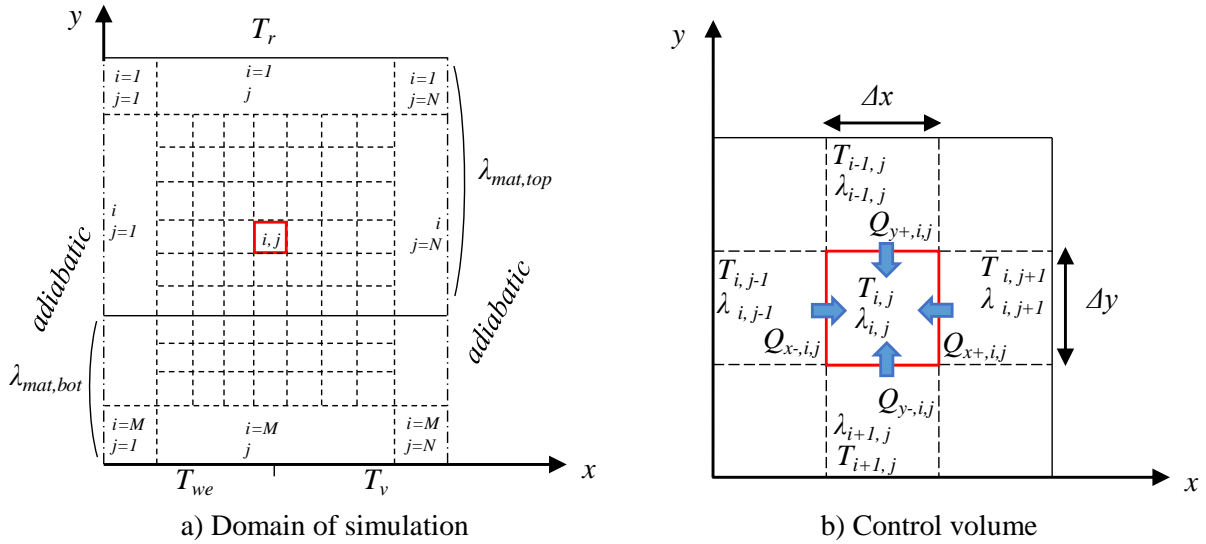 y
T_r
i=1
j=1
i=1
j
i=1
j=N
λ_mat,top
i
j=1
i, j
i
j=N
adiabatic
adiabatic
λ_mat,bot
i=M
j=1
i=M
j
i=M
j=N
x
T_we
T_v
a) Domain of simulation
y
Δx
T_i-1, j
λ_i-1, j
Q_y+,i,j
T_i, j-1
λ_i, j-1
T_i, j
λ_i, j
T_i, j+1
λ_i, j+1
Δy
Q_x-,i,j
Q_x+,i,j
Q_y-,i,j
λ_i+1, j
T_i+1, j
x
b) Control volume